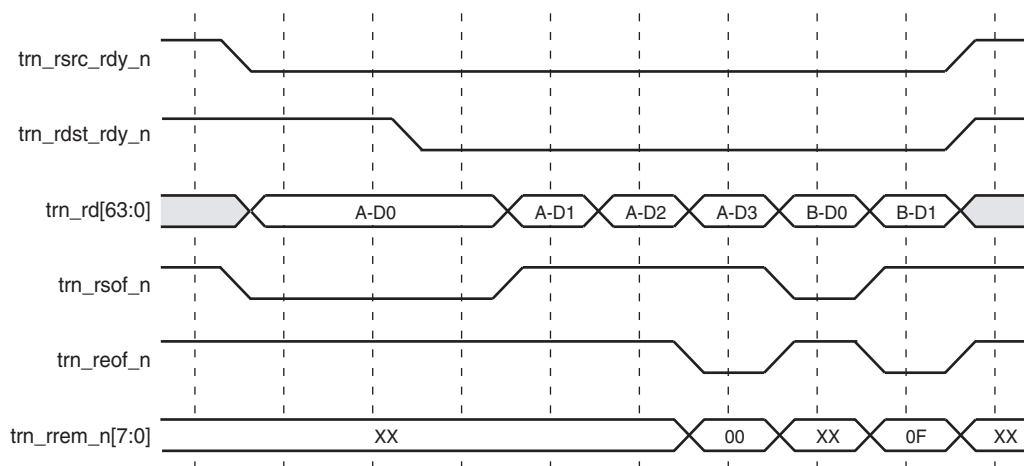 trn_rsrc_rdy_n
trn_rdst_rdy_n
trn_rd[63:0] A-D0 A-D1 A-D2 A-D3 B-D0 B-D1
trn_rsof_n
trn_reof_n
trn_rrem_n[7:0] XX 00 XX 0F XX